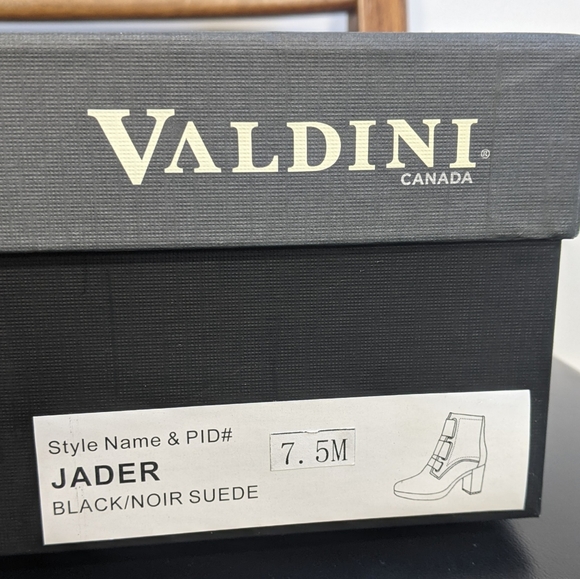 VALDINI®
CANADA
Style Name & PID#
JADER
7.5M
BLACK/NOIR SUEDE